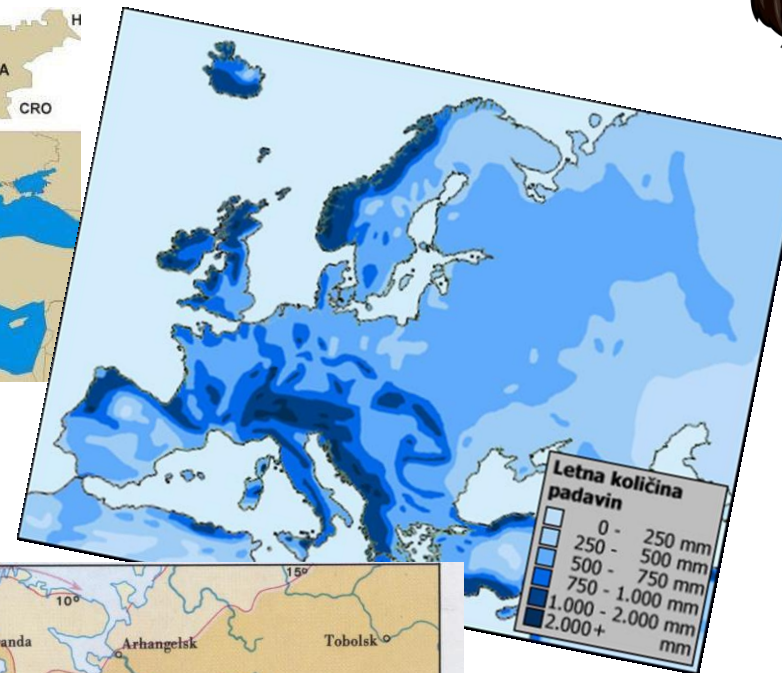 H
A
CRO
Letna količina
padavin
0 - 250 mm
250 - 500 mm
500 - 750 mm
750 - 1.000 mm
1.000 - 2.000 mm
2.000+ mm
10°
15°
anda
Arhangelsk
Tobolsk